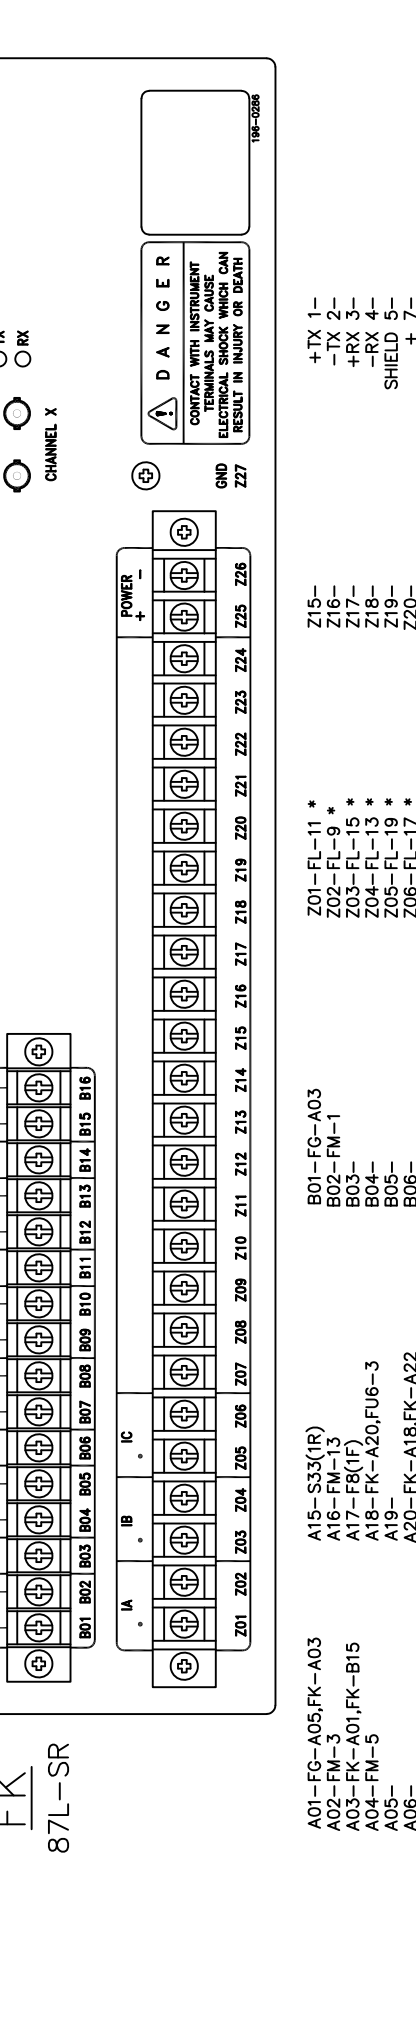 FK
87L-SR
B01 B02 B03 B04 B05 B06 B07 B08 B09 B10 B11 B12 B13 B14 B15 B16
CHANNEL X
TX
RX
IA
IB
IC
POWER
+ -
Z01 Z02 Z03 Z04 Z05 Z06 Z07 Z08 Z09 Z10 Z11 Z12 Z13 Z14 Z15 Z16 Z17 Z18 Z19 Z20 Z21 Z22 Z23 Z24 Z25 Z26
GND
Z27
DANGER
CONTACT WITH INSTRUMENT
TERMINALS MAY CAUSE
ELECTRICAL SHOCK WHICH CAN
RESULT IN INJURY OR DEATH
196-0286
A01-FG-A05,FK-A03
A02-FM-3
A03-FK-A01,FK-B15
A04-FM-5
A05-
A06-
A15-S33(1R)
A16-FM-13
A17-F8(1F)
A18-FK-A20,FU6-3
A19-
A20-FK-A18,FK-A22
B01-FG-A03
B02-FM-1
B03-
B04-
B05-
B06-
Z01-FL-11 *
Z02-FL-9 *
Z03-FL-15 *
Z04-FL-13 *
Z05-FL-19 *
Z06-FL-17 *
Z15-
Z16-
Z17-
Z18-
Z19-
Z20-
+TX 1-
-TX 2-
+RX 3-
-RX 4-
SHIELD 5-
+ 7-